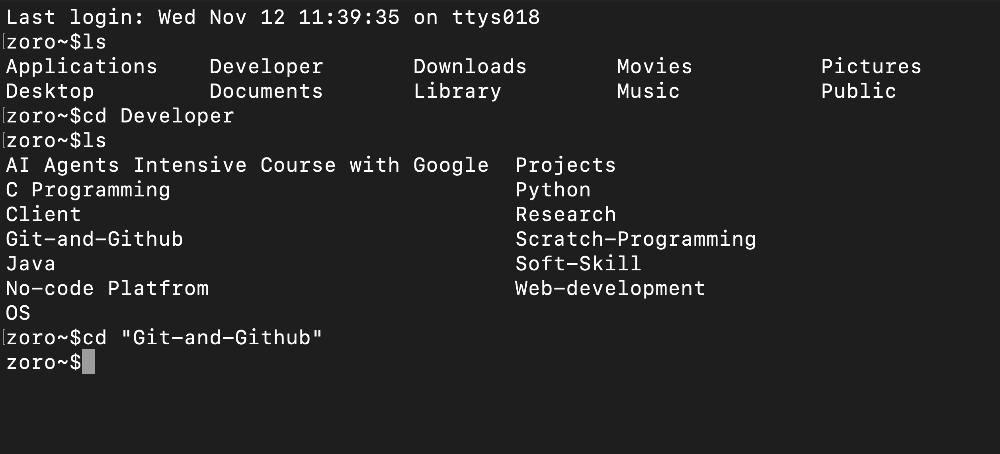 Last login: Wed Nov 12 11:39:35 on ttys018
zoro~$ls
Applications Developer Downloads Movies Pictures
Desktop Documents Library Music Public
zoro~$cd Developer
zoro~$ls
AI Agents Intensive Course with Google Projects
C Programming Python
Client Research
Git-and-Github Scratch-Programming
Java Soft-Skill
No-code Platfrom Web-development
OS
zoro~$cd "Git-and-Github"
zoro~$